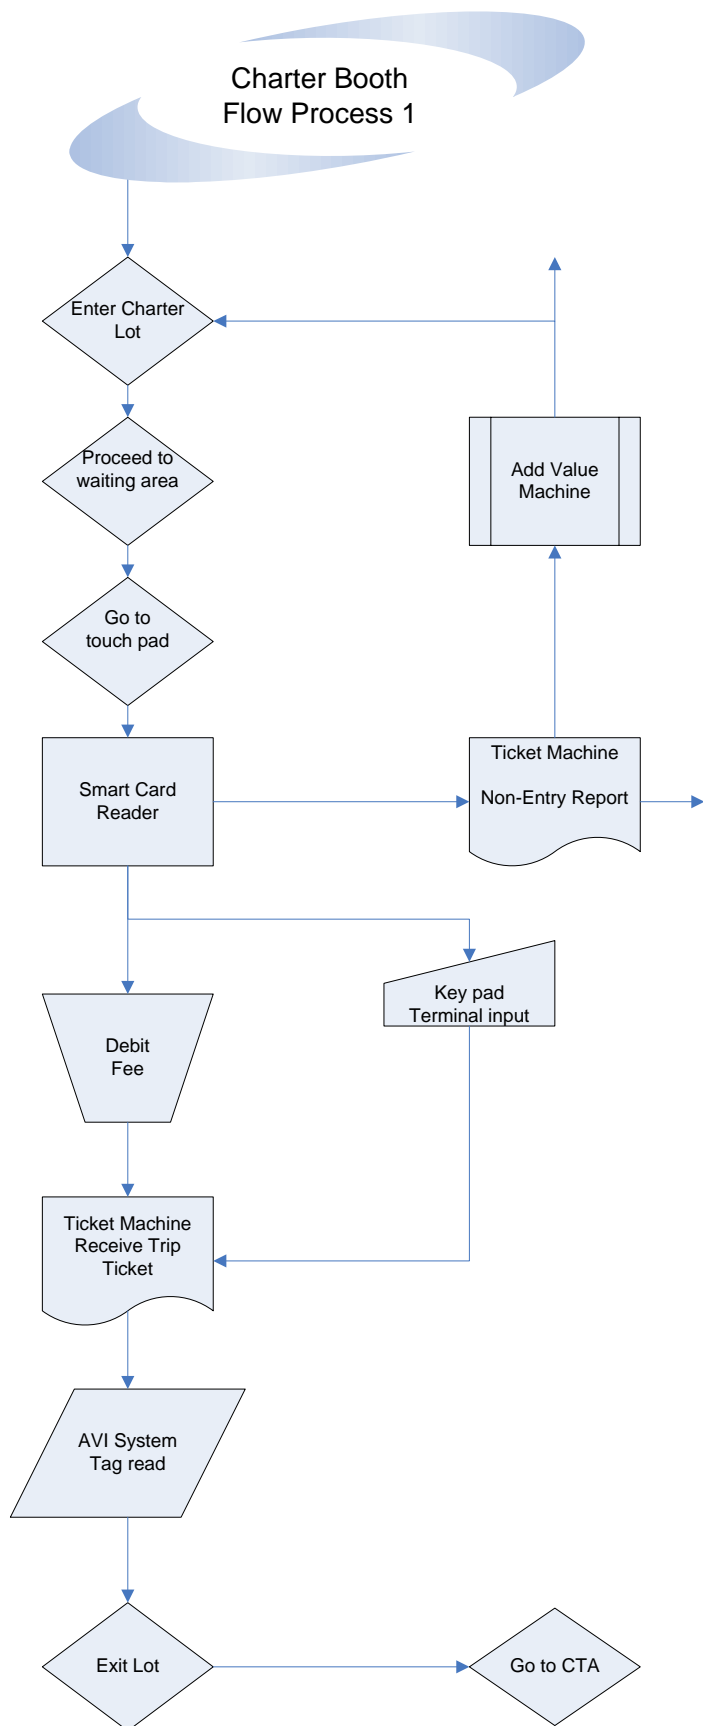 Charter Booth
Flow Process 1
Enter Charter
Lot
Proceed to
waiting area
Add Value
Machine
Go to
touch pad
Smart Card
Reader
Ticket Machine
Non-Entry Report
Key pad
Terminal input
Debit
Fee
Ticket Machine
Receive Trip
Ticket
AVI System
Tag read
Exit Lot
Go to CTA